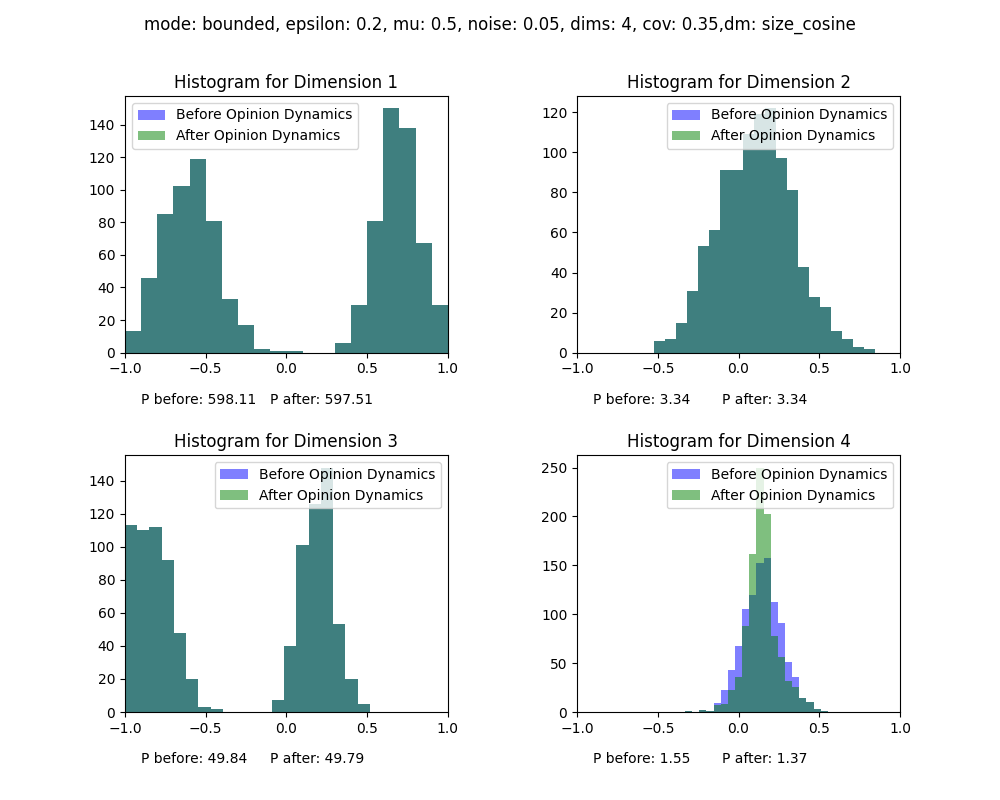 mode: bounded, epsilon: 0.2, mu: 0.5, noise: 0.05, dims: 4, cov: 0.35,dm: size_cosine
Histogram for Dimension 1
Before Opinion Dynamics
After Opinion Dynamics
140
120
100
80
60
40
20
0
−1.0 −0.5 0.0 0.5 1.0
P before: 598.11 P after: 597.51
Histogram for Dimension 2
Before Opinion Dynamics
After Opinion Dynamics
120
100
80
60
40
20
0
−1.0 −0.5 0.0 0.5 1.0
P before: 3.34 P after: 3.34
Histogram for Dimension 3
Before Opinion Dynamics
After Opinion Dynamics
140
120
100
80
60
40
20
0
−1.0 −0.5 0.0 0.5 1.0
P before: 49.84 P after: 49.79
Histogram for Dimension 4
Before Opinion Dynamics
After Opinion Dynamics
250
200
150
100
50
0
−1.0 −0.5 0.0 0.5 1.0
P before: 1.55 P after: 1.37